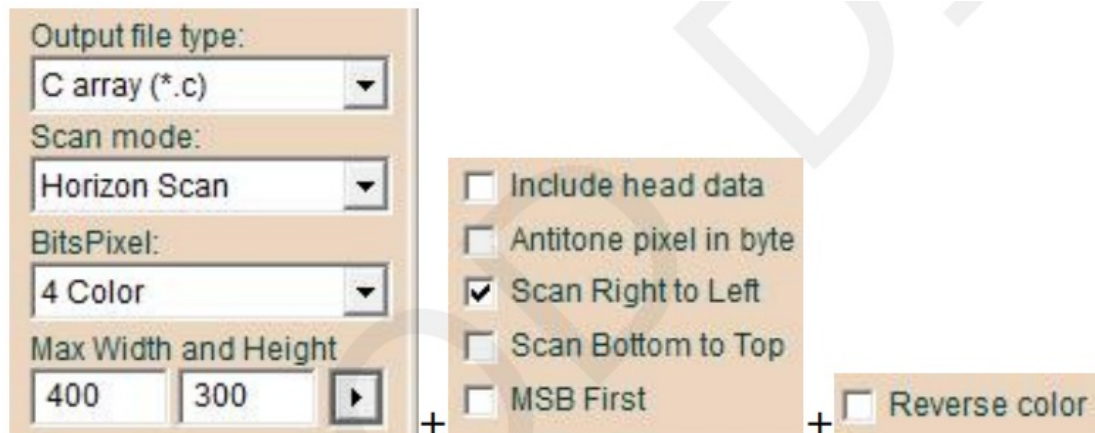 Output file type:
C array (*.c)
Scan mode:
Horizon Scan
BitsPixel:
4 Color
Max Width and Height
400 300
+
Include head data
Antitone pixel in byte
Scan Right to Left
Scan Bottom to Top
MSB First
+
Reverse color